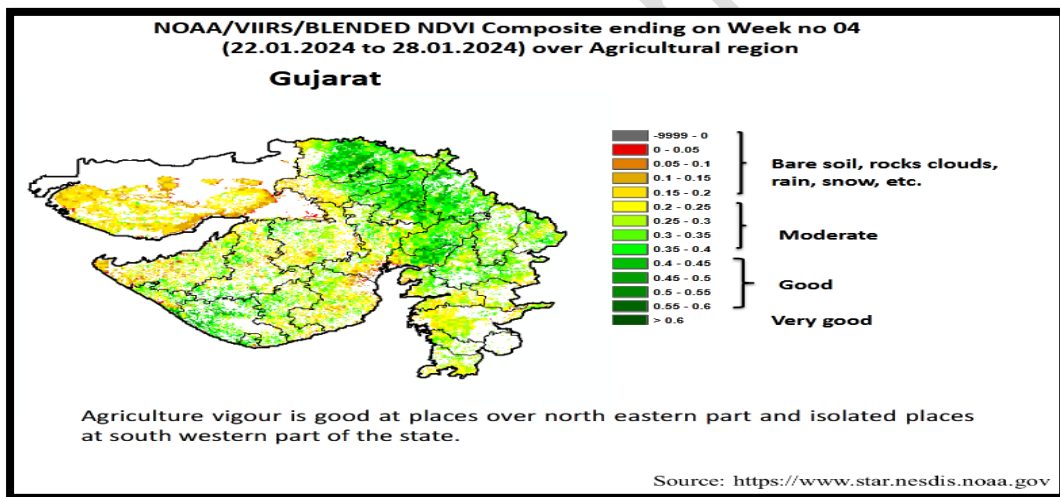 NOAA/VIIRS/BLENDED NDVI Composite ending on Week no 04
(22.01.2024 to 28.01.2024) over Agricultural region
Gujarat
-9999 - 0
0 - 0.05
0.05 - 0.1
0.1 - 0.15
0.15 - 0.2
0.2 - 0.25
0.25 - 0.3
0.3 - 0.35
0.35 - 0.4
0.4 - 0.45
0.45 - 0.5
0.5 - 0.55
0.55 - 0.6
> 0.6
Bare soil, rocks clouds,
rain, snow, etc.
Moderate
Good
Very good
Agriculture vigour is good at places over north eastern part and isolated places
at south western part of the state.
Source: https://www.star.nesdis.noaa.gov